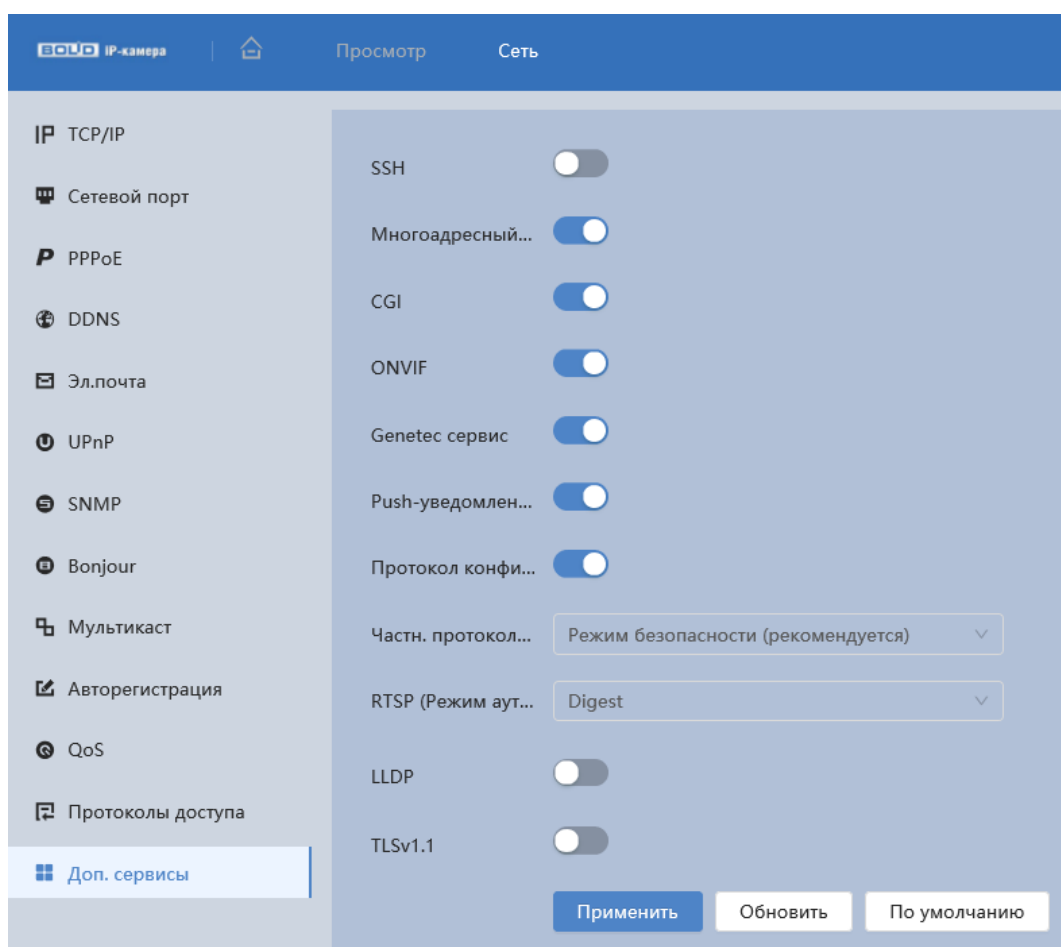 BOLID IP-камера
Просмотр
Сеть
TCP/IP
Сетевой порт
PPPoE
DDNS
Эл.почта
UPnP
SNMP
Bonjour
Мультикаст
Авторегистрация
QoS
Протоколы доступа
Доп. сервисы
SSH
Многоадресный...
CGI
ONVIF
Genetec сервис
Push-уведомлен...
Протокол конфи...
Частн. протокол... Режим безопасности (рекомендуется)
RTSP (Режим аут... Digest
LLDP
TLSv1.1
Применить Обновить По умолчанию